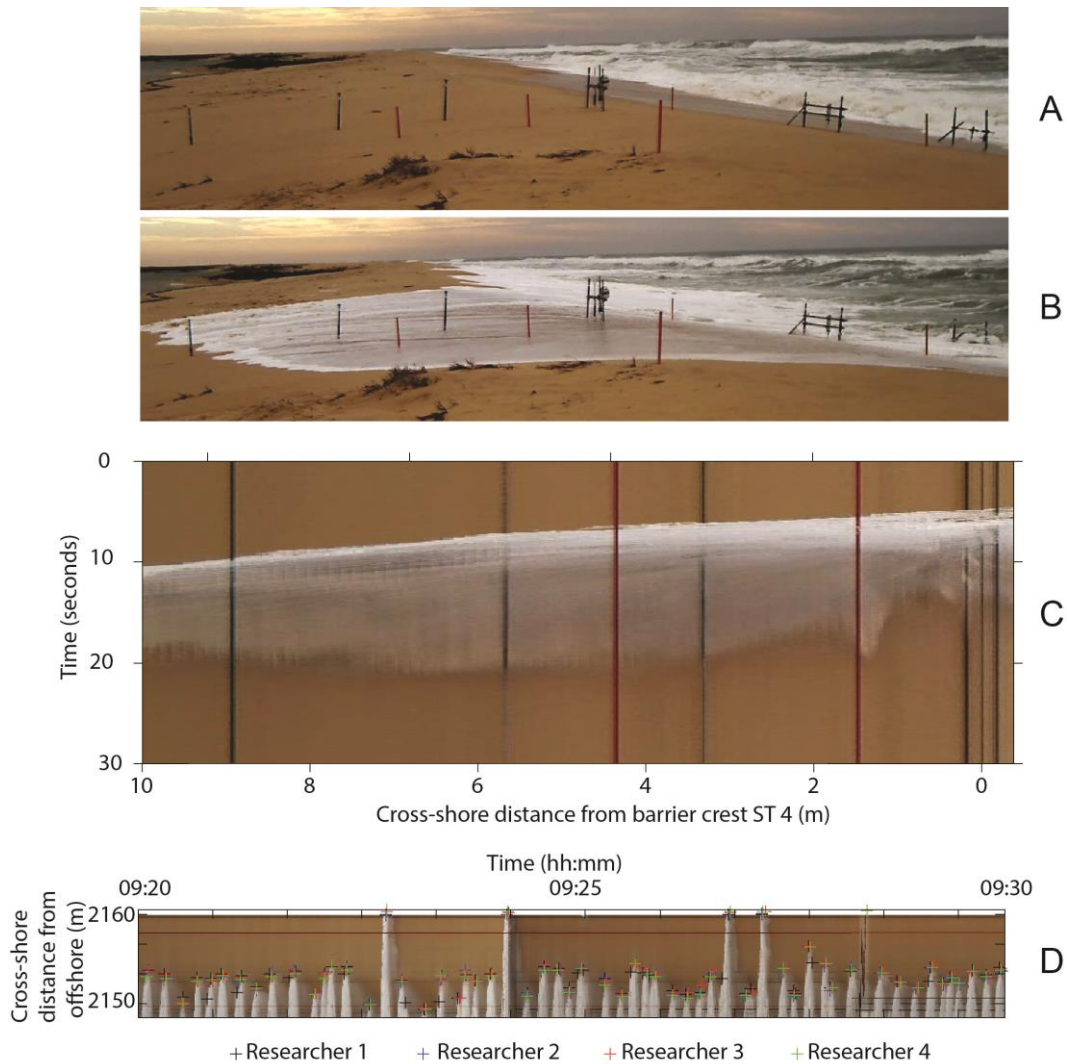 A
B
0
10
20
30
Time (seconds)
C
10 8 6 4 2 0
Cross-shore distance from barrier crest ST 4 (m)
Time (hh:mm)
09:20 09:25 09:30
Cross-shore
distance from
offshore (m)
2160
2150
D
+ Researcher 1 + Researcher 2 + Researcher 3 + Researcher 4